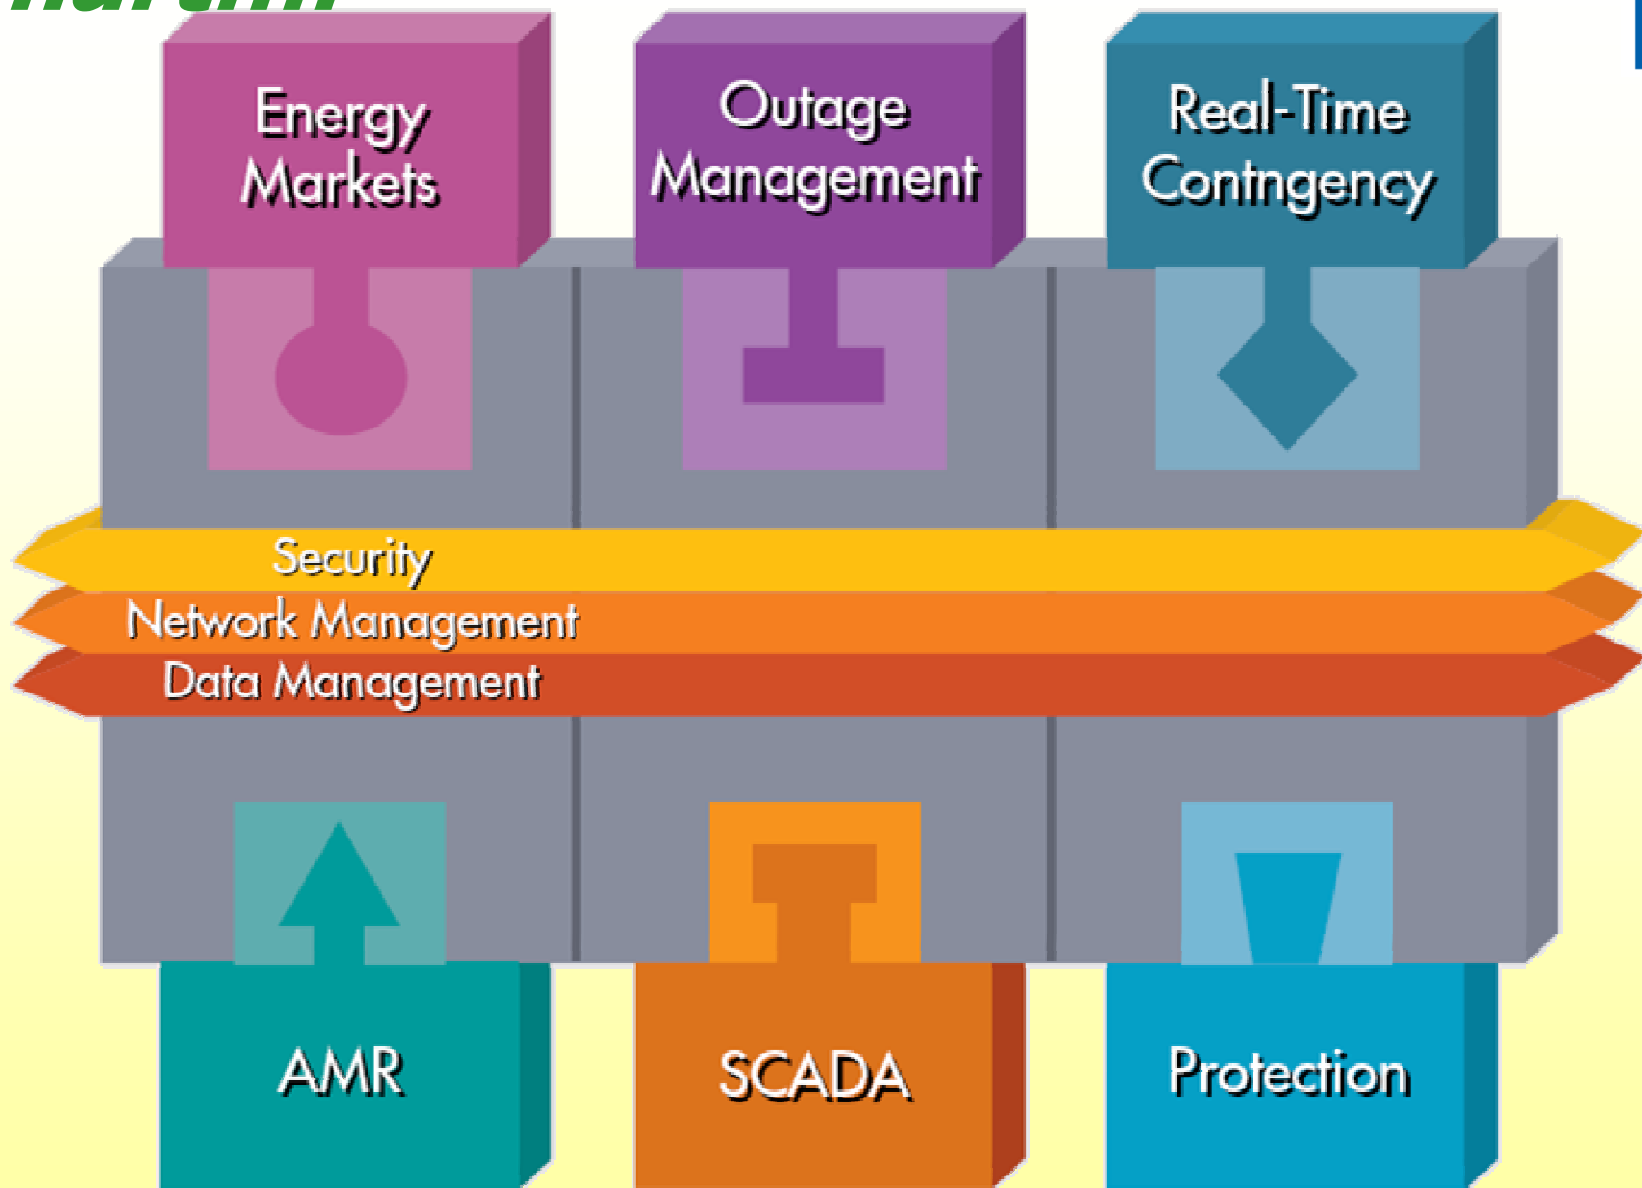 Energy
Markets
Outage
Management
Real-Time
Contngency
Security
Network Management
Data Management
AMR
SCADA
Protection